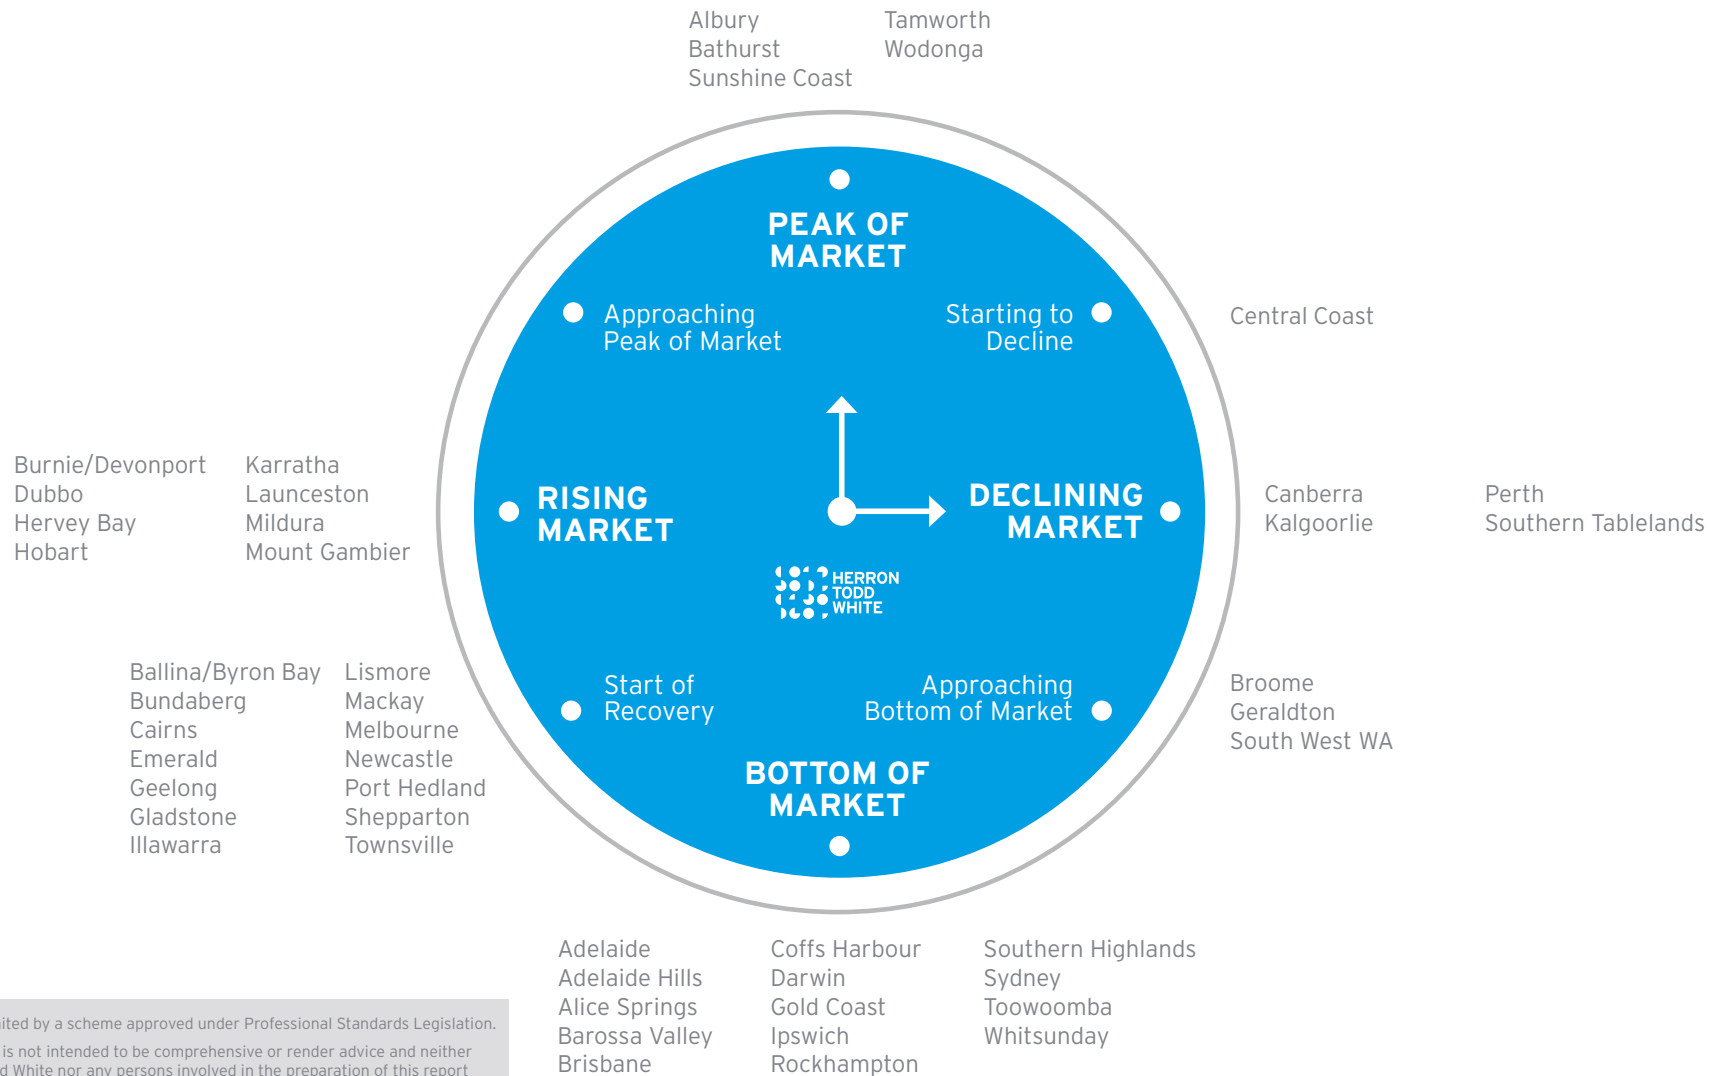 Albury
Bathurst
Sunshine Coast
Tamworth
Wodonga
PEAK OF
MARKET
Approaching
Peak of Market
Starting to
Decline
Central Coast
Burnie/Devonport
Dubbo
Hervey Bay
Hobart
Karratha
Launceston
Mildura
Mount Gambier
RISING
MARKET
DECLINING
MARKET
Canberra
Kalgoorlie
Perth
Southern Tablelands
HERRON
TODD
WHITE
Ballina/Byron Bay
Bundaberg
Cairns
Emerald
Geelong
Gladstone
Illawarra
Lismore
Mackay
Melbourne
Newcastle
Port Hedland
Shepparton
Townsville
Start of
Recovery
Approaching
Bottom of Market
Broome
Geraldton
South West WA
BOTTOM OF
MARKET
Adelaide
Adelaide Hills
Alice Springs
Barossa Valley
Brisbane
Coffs Harbour
Darwin
Gold Coast
Ipswich
Rockhampton
Southern Highlands
Sydney
Toowoomba
Whitsunday
by a scheme approved under Professional Standards Legislation.
is not intended to be comprehensive or render advice and neither
White nor any persons involved in the preparation of this report